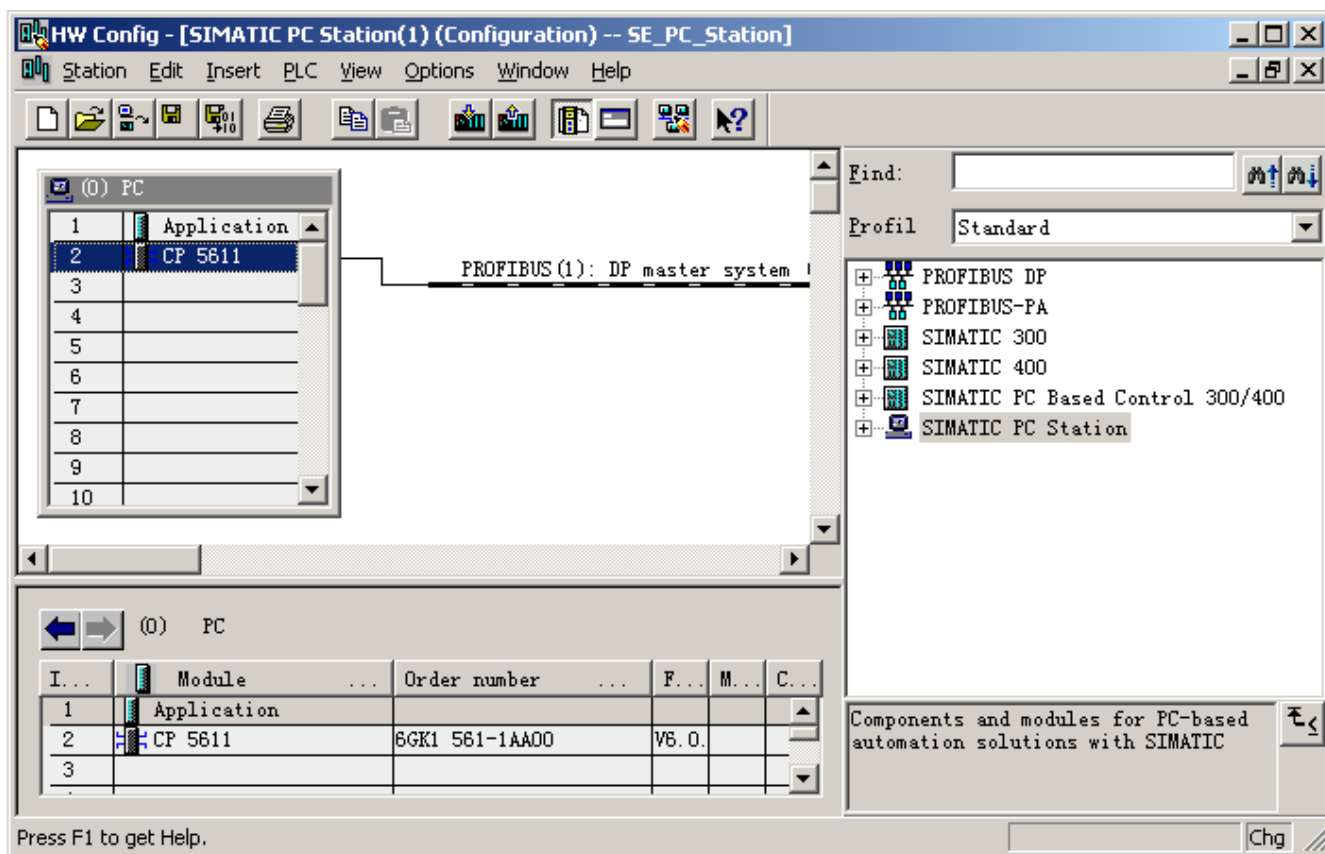 HW Config - [SIMATIC PC Station(1) (Configuration) -- SE_PC_Station]
Station Edit Insert PLC View Options Window Help
(0) PC
1 Application
2 CP 5611
3
4
5
6
7
8
9
10
PROFIBUS(1): DP master system
Find:
Profil Standard
PROFIBUS DP
PROFIBUS-PA
SIMATIC 300
SIMATIC 400
SIMATIC PC Based Control 300/400
SIMATIC PC Station
(0) PC
I... Module ... Order number ... F... M... C...
1 Application
2 CP 5611 6GK1 561-1AA00 V6.0.
3
Components and modules for PC-based
automation solutions with SIMATIC
Press F1 to get Help.
Chg